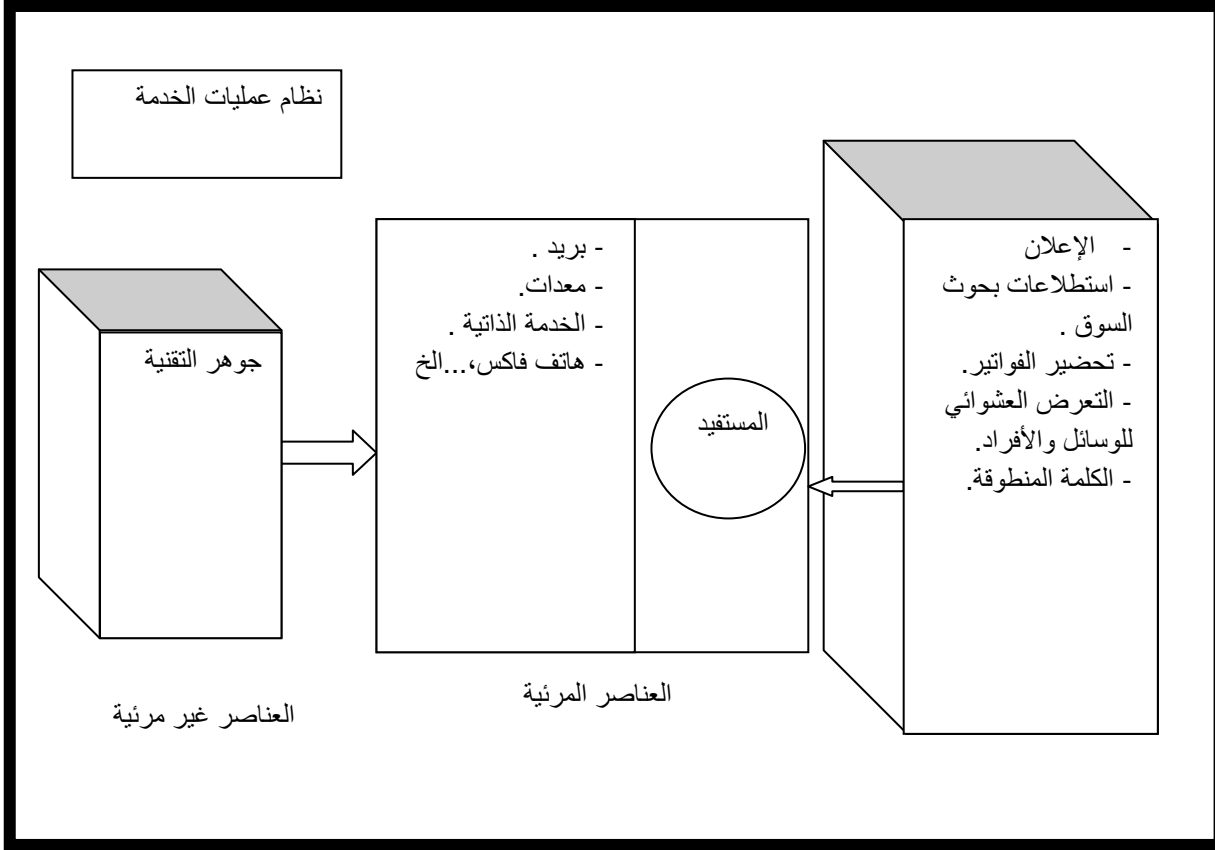 نظام عمليات الخدمة
- الإعلان
- استطلاعات بحوث
السوق .
- تحضير الفواتير.
- التعرض العشوائي
للوسائل والأفراد.
- الكلمة المنطوقة.
- بريد .
- معدات.
- الخدمة الذاتية .
- هاتف فاكس،...الخ
المستفيد
جوهر التقنية
العناصر المرئية
العناصر غير مرئية